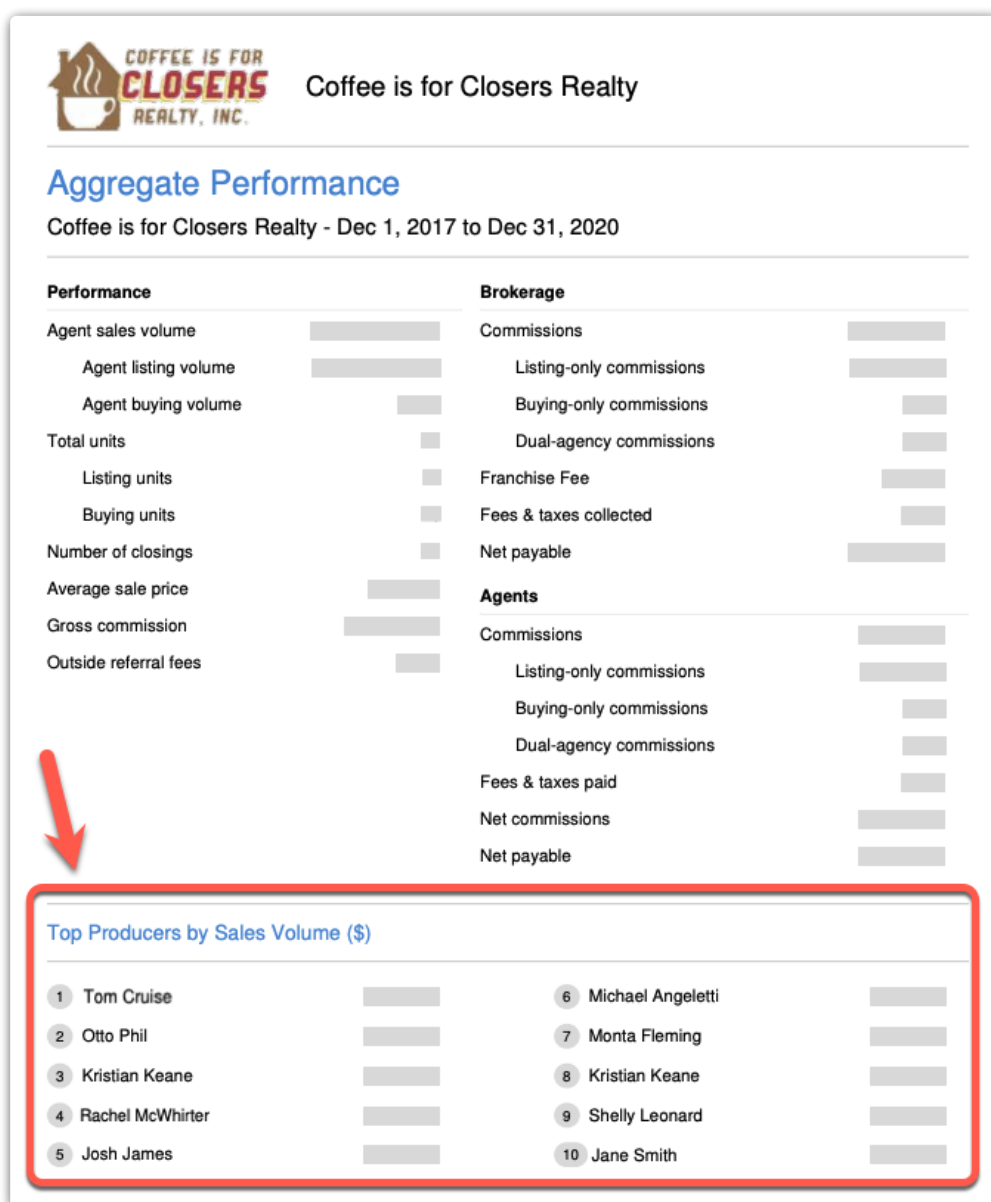 COFFEE IS FOR
CLOSERS
REALTY, INC.
Coffee is for Closers Realty
Aggregate Performance
Coffee is for Closers Realty - Dec 1, 2017 to Dec 31, 2020
Performance
Agent sales volume
Agent listing volume
Agent buying volume
Total units
Listing units
Buying units
Number of closings
Average sale price
Gross commission
Outside referral fees
Brokerage
Commissions
Listing-only commissions
Buying-only commissions
Dual-agency commissions
Franchise Fee
Fees & taxes collected
Net payable
Agents
Commissions
Listing-only commissions
Buying-only commissions
Dual-agency commissions
Fees & taxes paid
Net commissions
Net payable
Top Producers by Sales Volume ($)
1 Tom Cruise
2 Otto Phil
3 Kristian Keane
4 Rachel McWhirter
5 Josh James
6 Michael Angeletti
7 Monta Fleming
8 Kristian Keane
9 Shelly Leonard
10 Jane Smith